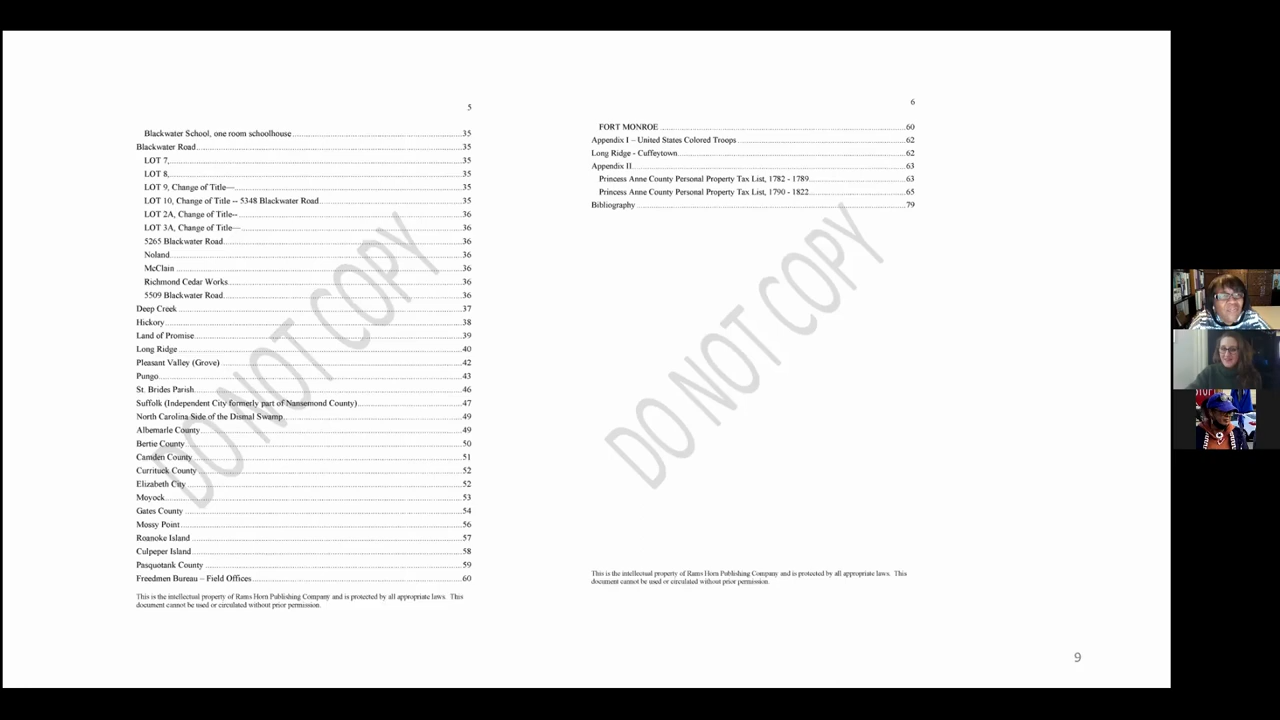 5
Blackwater School, one room schoolhouse 35
Blackwater Road 35
LOT 7, 35
LOT 8, 35
LOT 9, Change of Title— 35
LOT 10, Change of Title -- 5348 Blackwater Road 35
LOT 2A, Change of Title-- 36
LOT 3A, Change of Title— 36
5265 Blackwater Road 36
Noland 36
McClain 36
Richmond Cedar Works 36
5509 Blackwater Road 36
Deep Creek 37
Hickory 38
Land of Promise 39
Long Ridge 40
Pleasant Valley (Grove) 42
Pungo 43
St. Brides Parish 46
Suffolk (Independent City formerly part of Nansemond County) 47
North Carolina Side of the Dismal Swamp 49
Albemarle County 49
Bertie County 50
Camden County 51
Currituck County 52
Elizabeth City 52
Moyock 53
Gates County 54
Mossy Point 56
Roanoke Island 57
Culpeper Island 58
Pasquotank County 59
Freedmen Bureau – Field Offices 60
This is the intellectual property of Rams Horn Publishing Company and is protected by all appropriate laws. This
document cannot be used or circulated without prior permission.
DO NOT COPY
6
FORT MONROE 60
Appendix I – United States Colored Troops 62
Long Ridge - Cuffeytown 62
Appendix II 63
Princess Anne County Personal Property Tax List, 1782 - 1789 63
Princess Anne County Personal Property Tax List, 1790 - 1822 65
Bibliography 79
This is the intellectual property of Rams Horn Publishing Company and is protected by all appropriate laws. This
document cannot be used or circulated without prior permission.
DO NOT COPY
9